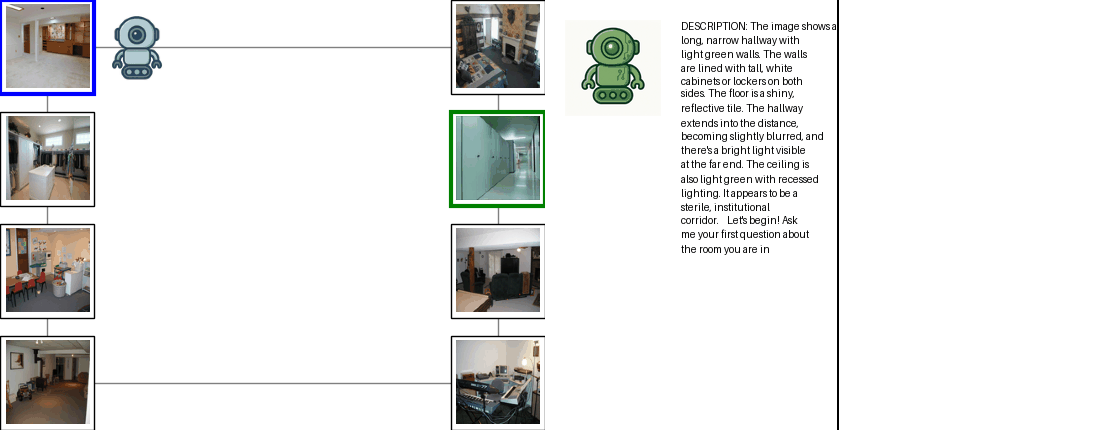 DESCRIPTION: The image shows a
long, narrow hallway with
light green walls. The walls
are lined with tall, white
cabinets or lockers on both
sides. The floor is a shiny,
reflective tile. The hallway
extends into the distance,
becoming slightly blurred, and
there's a bright light visible
at the far end. The ceiling is
also light green with recessed
lighting. It appears to be a
sterile, institutional
corridor.    Let's begin! Ask
me your first question about
the room you are in